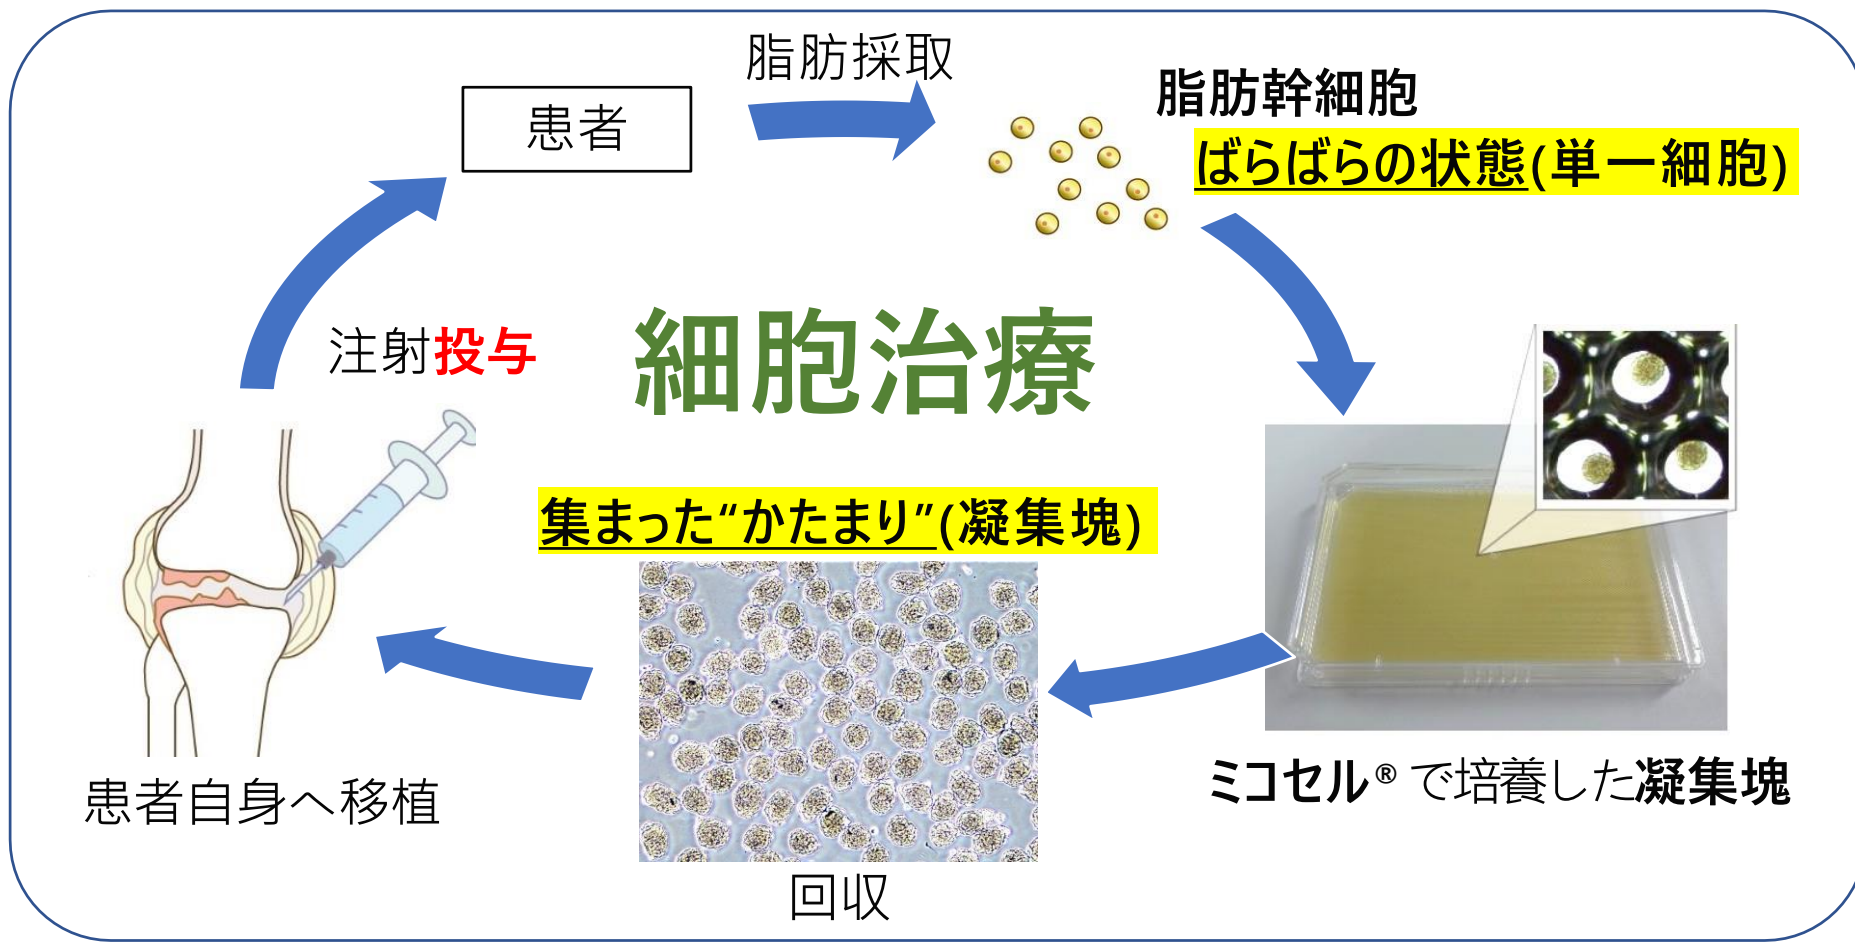 脂肪採取
患者
脂肪幹細胞
ばらばらの状態(単一細胞)
細胞治療
注射投与
集まった“かたまり”(凝集塊)
ミコセル® で培養した凝集塊
患者自身へ移植
回収